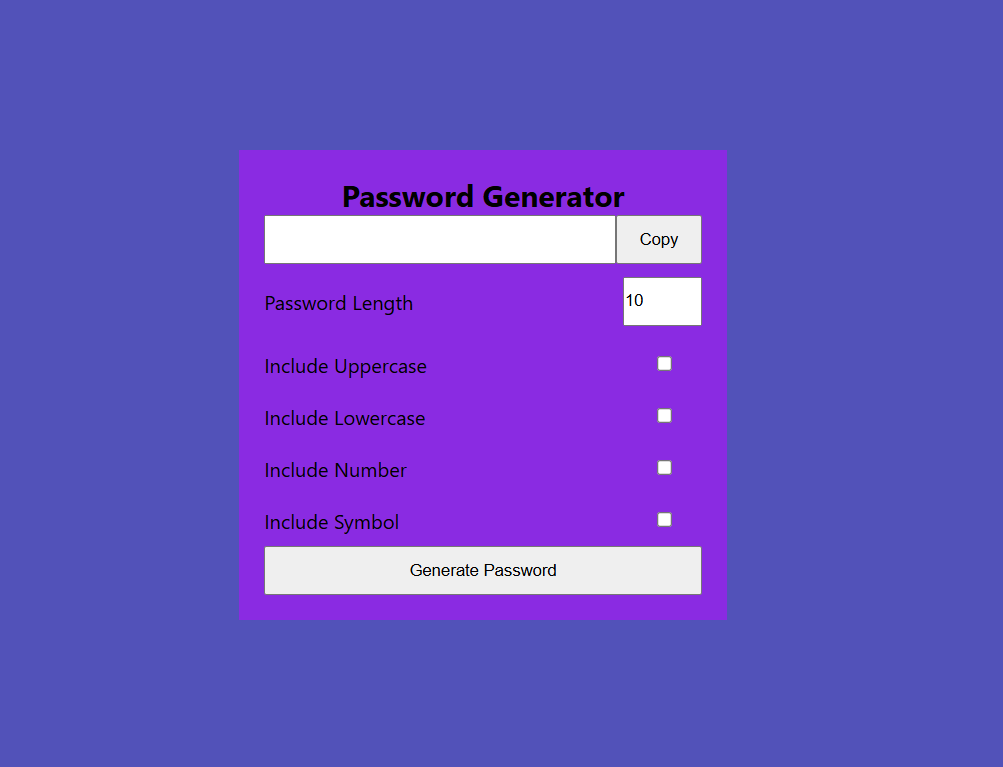 Password Generator
Copy
Password Length
10
Include Uppercase
Include Lowercase
Include Number
Include Symbol
Generate Password